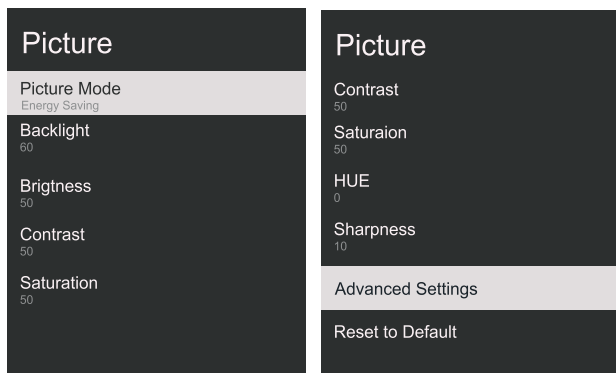 Picture
Picture Mode
Energy Saving
Backlight
60
Brigtness
50
Contrast
50
Saturation
50
Picture
Contrast
50
Saturaion
50
HUE
0
Sharpness
10
Advanced Settings
Reset to Default